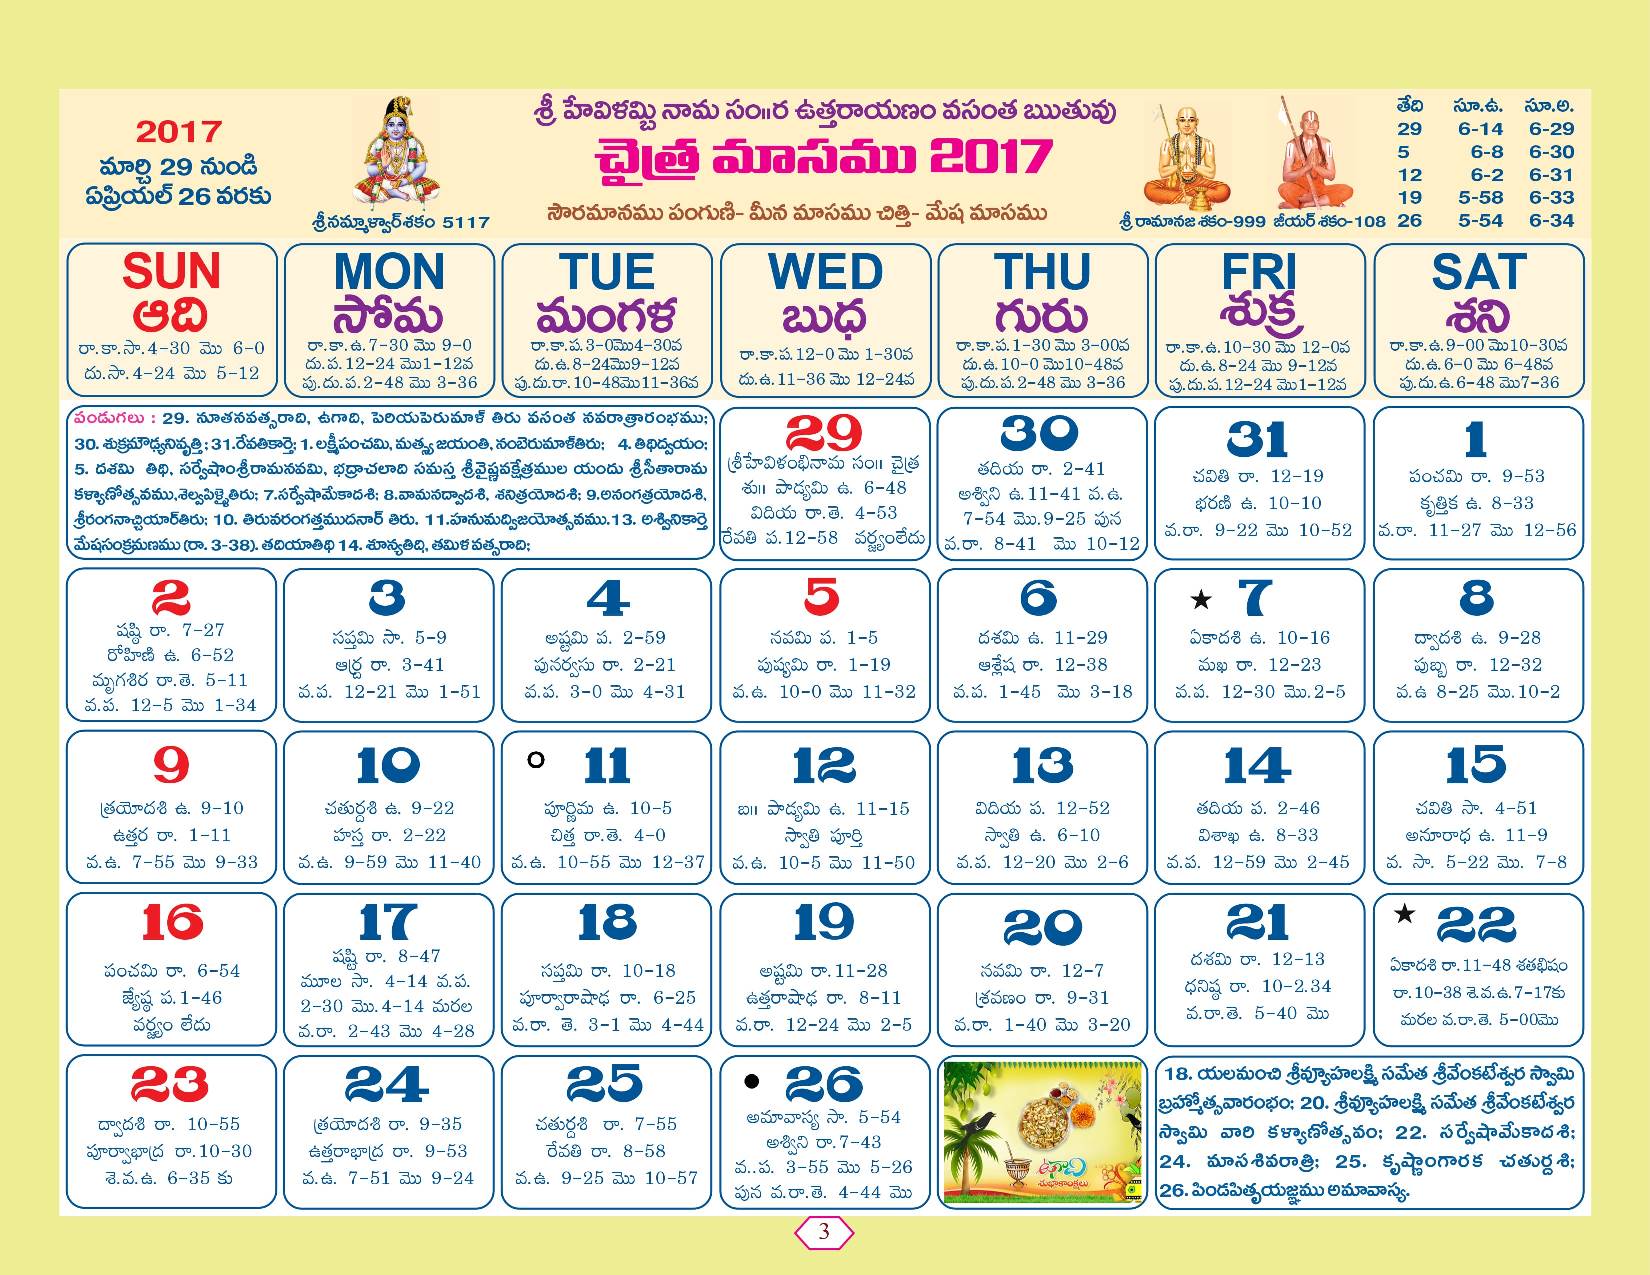 2017
మార్చి 29 నుండి
ఏప్రియల్ 26 వరకు
శ్రీనమ్మాళ్వార్‌శకం 5117
శ్రీ హేవిళమ్బి నామ సం॥ర ఉత్తరాయణం వసంత ఋతువు
చైత్ర మాసము 2017
సౌరమానము పంగుణి- మీన మాసము చిత్తి- మేష మాసము
శ్రీ రామానజ శకం-999 జీయర్ శకం-108
తేది సూ.ఉ. సూ.అ.
29 6-14 6-29
5 6-8 6-30
12 6-2 6-31
19 5-58 6-33
26 5-54 6-34
SUN
ఆది
రా.కా.సా.4-30 మొ 6-0
దు.సా.4-24 మొ 5-12
MON
సోమ
రా.కా.ఉ.7-30 మొ 9-0
దు.ప.12-24 మొ1-12వ
పు.దు.ప.2-48 మొ 3-36
TUE
మంగళ
రా.కా.ప.3-0మొ4-30వ
దు.ఉ.8-24మొ9-12వ
పు.దు.రా.10-48మొ11-36వ
WED
బుధ
రా.కా.ప.12-0 మొ 1-30వ
దు.ఉ.11-36 మొ 12-24వ
THU
గురు
రా.కా.ప.1-30 మొ 3-00వ
దు.ఉ.10-0 మొ10-48వ
పు.దు.ప.2-48 మొ 3-36
FRI
శుక్ర
రా.కా.ఉ.10-30 మొ 12-0వ
దు.ఉ.8-24 మొ 9-12వ
పు.దు.ప.12-24 మొ1-12వ
SAT
శని
రా.కా.ఉ.9-00 మొ10-30వ
దు.ఉ.6-0 మొ 6-48వ
పు.దు.ఉ.6-48 మొ7-36
పండుగలు : 29. నూతనవత్సరాది, ఉగాది, పెరియపెరుమాళ్ తిరు వసంత నవరాత్రారంభము;
30. శుక్రమౌఢ్యనివృత్తి; 31.రేవతికార్తె; 1. లక్ష్మీపంచమి, మత్స్య జయంతి, నంబెరుమాళ్‌తిరు; 4. తిథిద్వయం;
5. దశమి తిథి, సర్వేషాంశ్రీరామనవమి, భద్రాచలాది సమస్త శ్రీవైష్ణవక్షేత్రముల యందు శ్రీసీతారామ
కళ్యాణోత్సవము,శెల్వపిళ్ళైతిరు; 7.సర్వేషామేకాదశి; 8.వామనద్వాదశి, శనిత్రయోదశి; 9.అనంగత్రయోదశి,
శ్రీరంగనాచ్చియార్‌తిరు; 10. తిరువరంగత్తముదనార్ తిరు. 11.హనుమద్విజయోత్సవము.13. అశ్వినికార్తె
మేషసంక్రమణము (రా. 3-38). తదియాతిథి 14. శూన్యతిది, తమిళ వత్సరాది;
29
శ్రీహేవిళంభినామ సం॥ చైత్ర
శు॥ పాడ్యమి ఉ. 6-48
విదియ రా.తె. 4-53
రేవతి ప.12-58 వర్జ్యంలేదు
30
తదియ రా. 2-41
అశ్విని ఉ.11-41 వ.ఉ.
7-54 మొ.9-25 పున
వ.రా. 8-41 మొ 10-12
31
చవితి రా. 12-19
భరణి ఉ. 10-10
వ.రా. 9-22 మొ 10-52
1
పంచమి రా. 9-53
కృత్తిక ఉ. 8-33
వ.రా. 11-27 మొ 12-56
2
షష్ఠి రా. 7-27
రోహిణి ఉ. 6-52
మృగశిర రా.తె. 5-11
వ.ప. 12-5 మొ 1-34
3
సప్తమి సా. 5-9
ఆర్ద్ర రా. 3-41
వ.ప. 12-21 మొ 1-51
4
అష్టమి ప. 2-59
పునర్వసు రా. 2-21
వ.ప. 3-0 మొ 4-31
5
నవమి ప. 1-5
పుష్యమి రా. 1-19
వ.ఉ. 10-0 మొ 11-32
6
దశమి ఉ. 11-29
ఆశ్లేష రా. 12-38
వ.ప. 1-45 మొ 3-18
★ 7
ఏకాదశి ఉ. 10-16
మఖ రా. 12-23
వ.ప. 12-30 మొ.2-5
8
ద్వాదశి ఉ. 9-28
పుబ్బ రా. 12-32
వ.ఉ 8-25 మొ.10-2
9
త్రయోదశి ఉ. 9-10
ఉత్తర రా. 1-11
వ.ఉ. 7-55 మొ 9-33
10
చతుర్దశి ఉ. 9-22
హస్త రా. 2-22
వ.ఉ. 9-59 మొ 11-40
11
పూర్ణిమ ఉ. 10-5
చిత్త రా.తె. 4-0
వ.ఉ. 10-55 మొ 12-37
12
బ॥ పాడ్యమి ఉ. 11-15
స్వాతి పూర్తి
వ.ఉ. 10-5 మొ 11-50
13
విదియ ప. 12-52
స్వాతి ఉ. 6-10
వ.ప. 12-20 మొ 2-6
14
తదియ ప. 2-46
విశాఖ ఉ. 8-33
వ.ప. 12-59 మొ 2-45
15
చవితి సా. 4-51
అనూరాధ ఉ. 11-9
వ. సా. 5-22 మొ. 7-8
16
పంచమి రా. 6-54
జ్యేష్ఠ ప.1-46
వర్జ్యం లేదు
17
షష్టి రా. 8-47
మూల సా. 4-14 వ.ప.
2-30 మొ.4-14 మరల
వ.రా. 2-43 మొ 4-28
18
సప్తమి రా. 10-18
పూర్వారాషాఢ రా. 6-25
వ.రా. తె. 3-1 మొ 4-44
19
అష్టమి రా.11-28
ఉత్తరాషాఢ రా. 8-11
వ.రా. 12-24 మొ 2-5
20
నవమి రా. 12-7
శ్రవణం రా. 9-31
వ.రా. 1-40 మొ 3-20
21
దశమి రా. 12-13
ధనిష్ఠ రా. 10-2.34
వ.రా.తె. 5-40 మొ
★ 22
ఏకాదశి రా.11-48 శతభిషం
రా.10-38 శె.వ.ఉ.7-17కు
మరల వ.రా.తె. 5-00మొ
23
ద్వాదశి రా. 10-55
పూర్వాభాద్ర రా.10-30
శె.వ.ఉ. 6-35 కు
24
త్రయోదశి రా. 9-35
ఉత్తరాభాద్ర రా. 9-53
వ.ఉ. 7-51 మొ 9-24
25
చతుర్దశి రా. 7-55
రేవతి రా. 8-58
వ.ఉ. 9-25 మొ 10-57
● 26
అమావాస్య సా. 5-54
అశ్విని రా.7-43
వ..ప. 3-55 మొ 5-26
పున వ.రా.తె. 4-44 మొ
ఉగాది
శుభాకాంక్షలు
18. యలమంచి శ్రీవ్యూహలక్ష్మి సమేత శ్రీవేంకటేశ్వర స్వామి
బ్రహ్మోత్సవారంభం; 20. శ్రీవ్యూహలక్ష్మి సమేత శ్రీవేంకటేశ్వర
స్వామి వారి కళ్యాణోత్సవం; 22. సర్వేషామేకాదశి;
24. మాసశివరాత్రి; 25. కృష్ణాంగారక చతుర్దశి;
26. పిండపితృయజ్ఞము అమావాస్య.
3